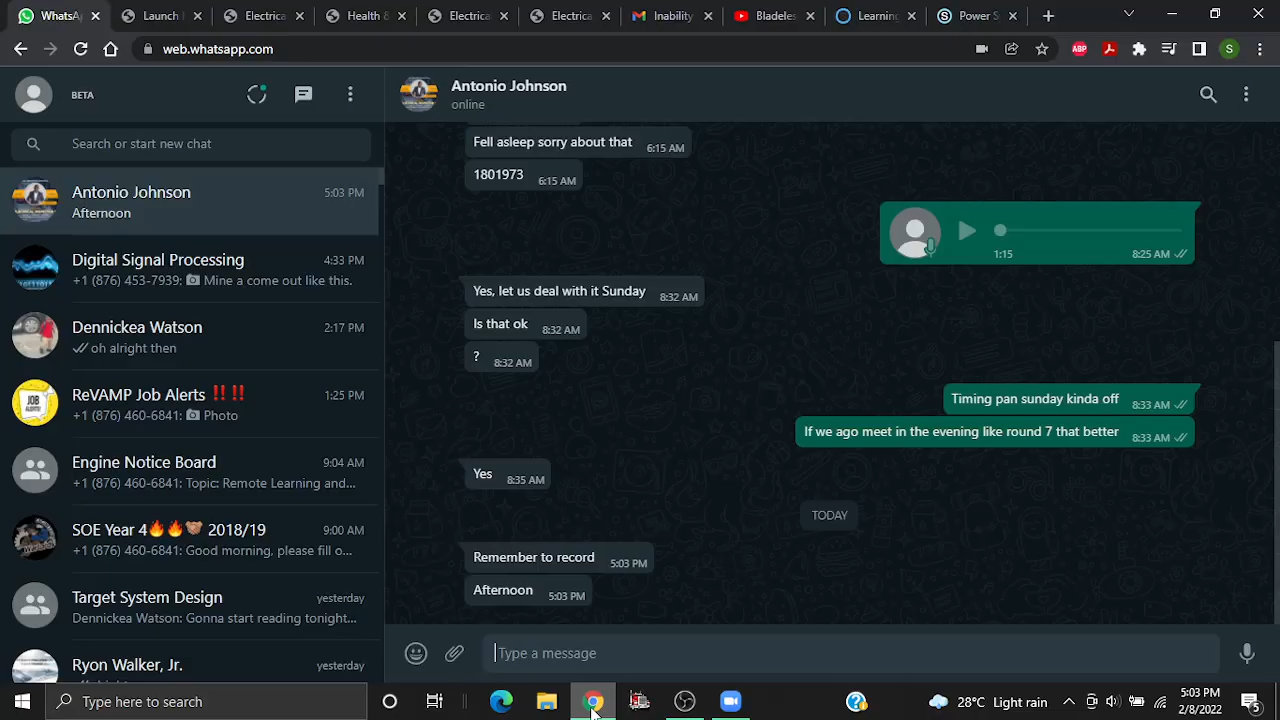 WhatsAp
Launch I
Electrica
Health &
Electrica
Electrica
Inability
Bladeles
Learning
Power S
web.whatsapp.com
ABP
S
BETA
Search or start new chat
Antonio Johnson 5:03 PM
Afternoon
Digital Signal Processing 4:33 PM
+1 (876) 453-7939: Mine a come out like this.
Dennickea Watson 2:17 PM
oh alright then
ReVAMP Job Alerts ‼️‼️ 1:25 PM
+1 (876) 460-6841: Photo
Engine Notice Board 9:04 AM
+1 (876) 460-6841: Topic: Remote Learning and...
SOE Year 4🔥🔥🐻 2018/19 9:00 AM
+1 (876) 460-6841: Good morning, please fill o...
Target System Design yesterday
Dennickea Watson: Gonna start reading tonight...
Ryon Walker, Jr. yesterday
Antonio Johnson
online
Fell asleep sorry about that 6:15 AM
1801973 6:15 AM
1:15 8:25 AM
Yes, let us deal with it Sunday 8:32 AM
Is that ok 8:32 AM
? 8:32 AM
Timing pan sunday kinda off 8:33 AM
If we ago meet in the evening like round 7 that better 8:33 AM
Yes 8:35 AM
TODAY
Remember to record 5:03 PM
Afternoon 5:03 PM
Type a message
Type here to search
28°C Light rain
5:03 PM
2/8/2022
5